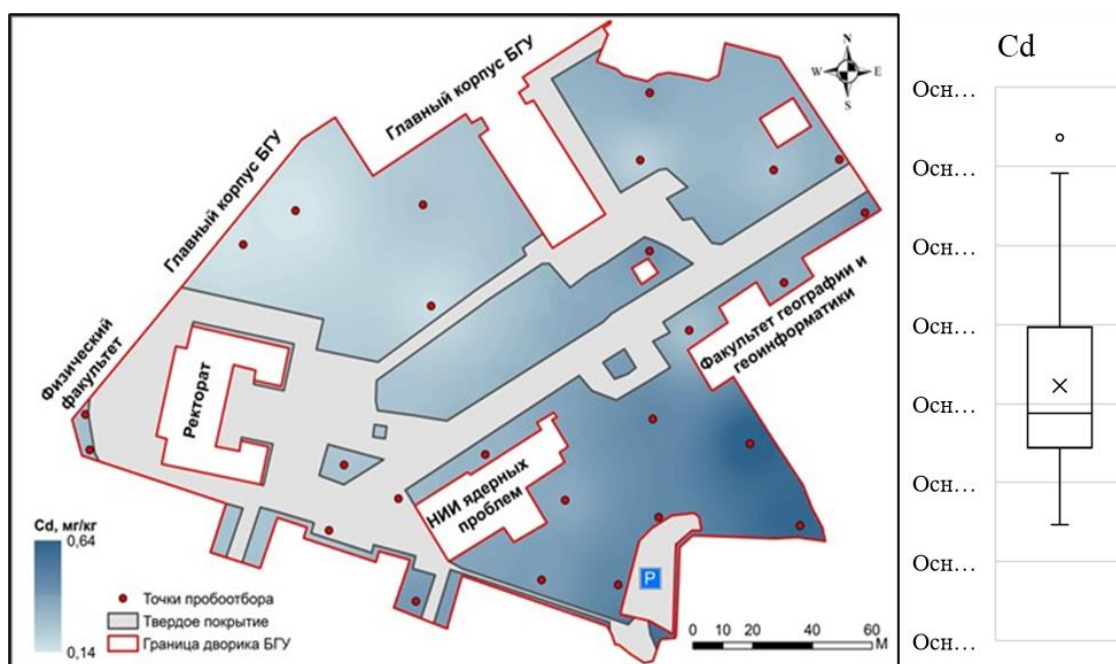 Главный корпус БГУ
N
W E
S
Главный корпус БГУ
Физический
факультет
Ректорат
Факультет географии и
геоинформатики
НИИ ядерных
проблем
P
Cd, мг/кг
0,64
0,14
Точки пробоотбора
Твердое покрытие
Граница дворика БГУ
0 10 20 40 60
М
Cd
Осн...
Осн...
Осн...
Осн...
Осн...
Осн...
Осн...
Осн...